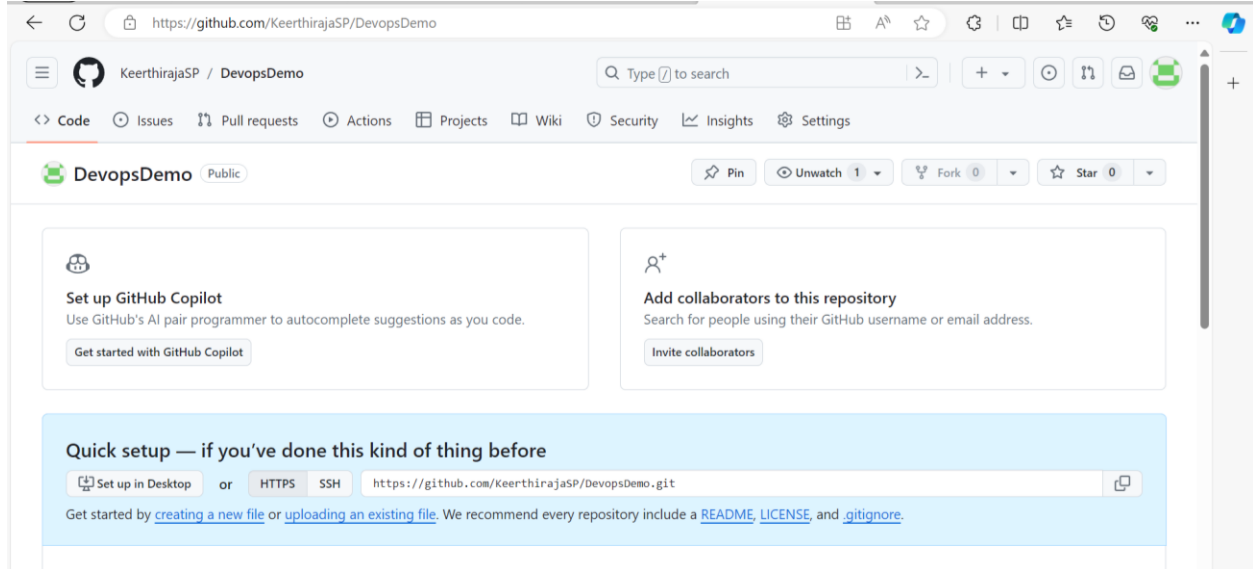 https://github.com/KeerthirajaSP/DevopsDemo
KeerthirajaSP / DevopsDemo
Type / to search
Code Issues Pull requests Actions Projects Wiki Security Insights Settings
DevopsDemo Public Pin Unwatch 1 Fork 0 Star 0
Set up GitHub Copilot
Use GitHub's AI pair programmer to autocomplete suggestions as you code.
Get started with GitHub Copilot
Add collaborators to this repository
Search for people using their GitHub username or email address.
Invite collaborators
Quick setup — if you've done this kind of thing before
Set up in Desktop or HTTPS SSH https://github.com/KeerthirajaSP/DevopsDemo.git
Get started by creating a new file or uploading an existing file. We recommend every repository include a README, LICENSE, and .gitignore.